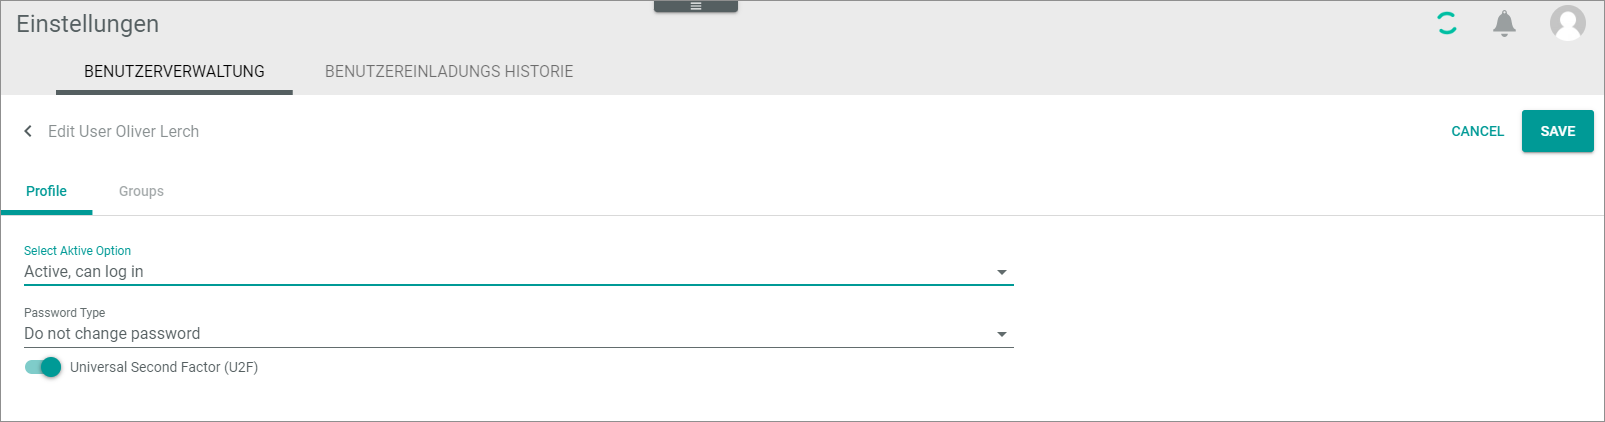 Einstellungen
BENUTZERVERWALTUNG BENUTZEREINLADUNGS HISTORIE
Edit User Oliver Lerch CANCEL SAVE
Profile Groups
Select Aktive Option
Active, can log in
Password Type
Do not change password
Universal Second Factor (U2F)